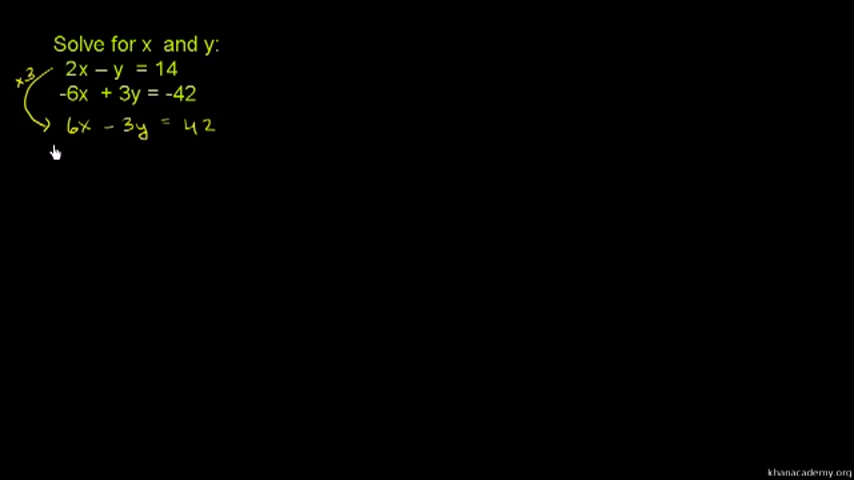 Solve for x and y:
x3
2x – y = 14
-6x + 3y = -42
6x - 3y = 42
khanacademy.org